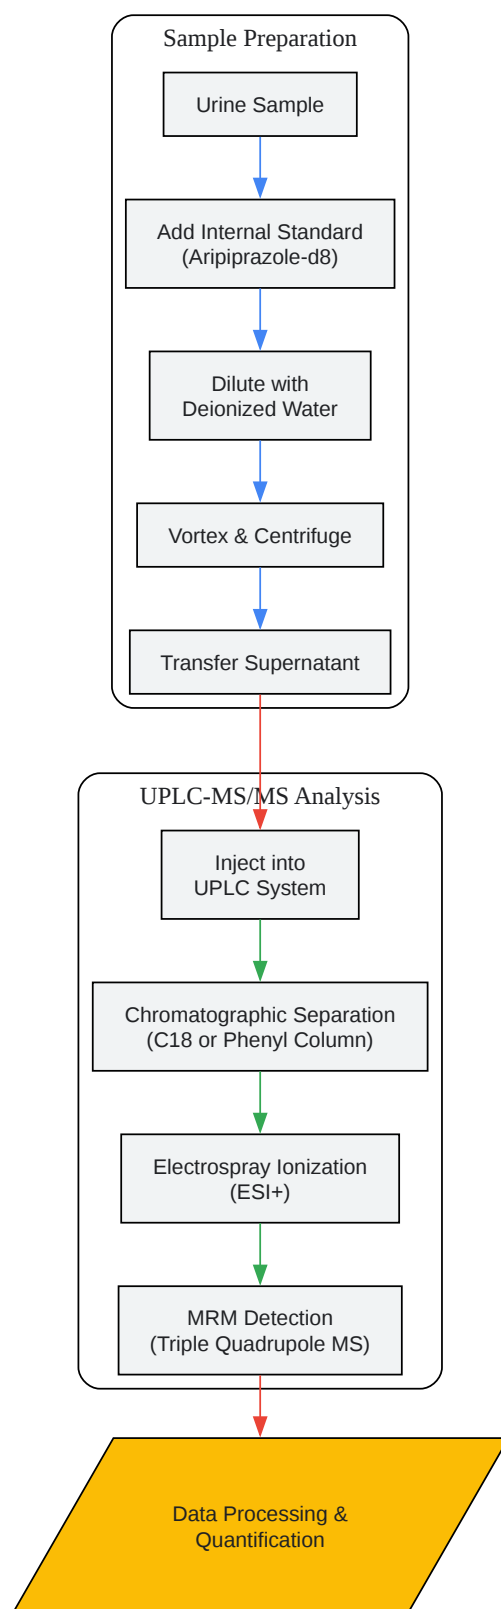 Sample Preparation
Urine Sample
Add Internal Standard
(Aripiprazole-d8)
Dilute with
Deionized Water
Vortex & Centrifuge
Transfer Supernatant
UPLC-MS/MS Analysis
Inject into
UPLC System
Chromatographic Separation
(C18 or Phenyl Column)
Electrospray Ionization
(ESI+)
MRM Detection
(Triple Quadrupole MS)
Data Processing &
Quantification